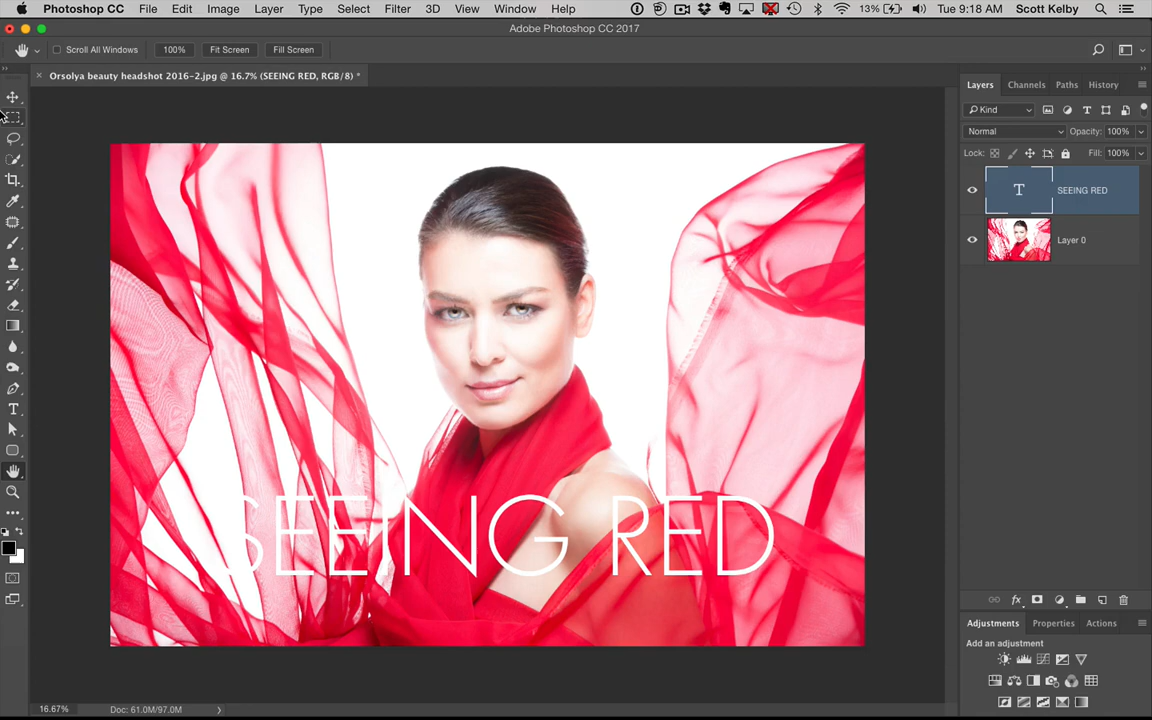 Photoshop CC File Edit Image Layer Type Select Filter 3D View Window Help 13% Tue 9:18 AM Scott Kelby
Adobe Photoshop CC 2017
Scroll All Windows 100% Fit Screen Fill Screen
Orsolya beauty headshot 2016-2.jpg @ 16.7% (SEEING RED, RGB/8) *
Layers Channels Paths History
Kind
Normal Opacity: 100%
Lock: Fill: 100%
T SEEING RED
Layer 0
SEEING RED
fx
Adjustments Properties Actions
Add an adjustment
16.67% Doc: 61.0M/97.0M